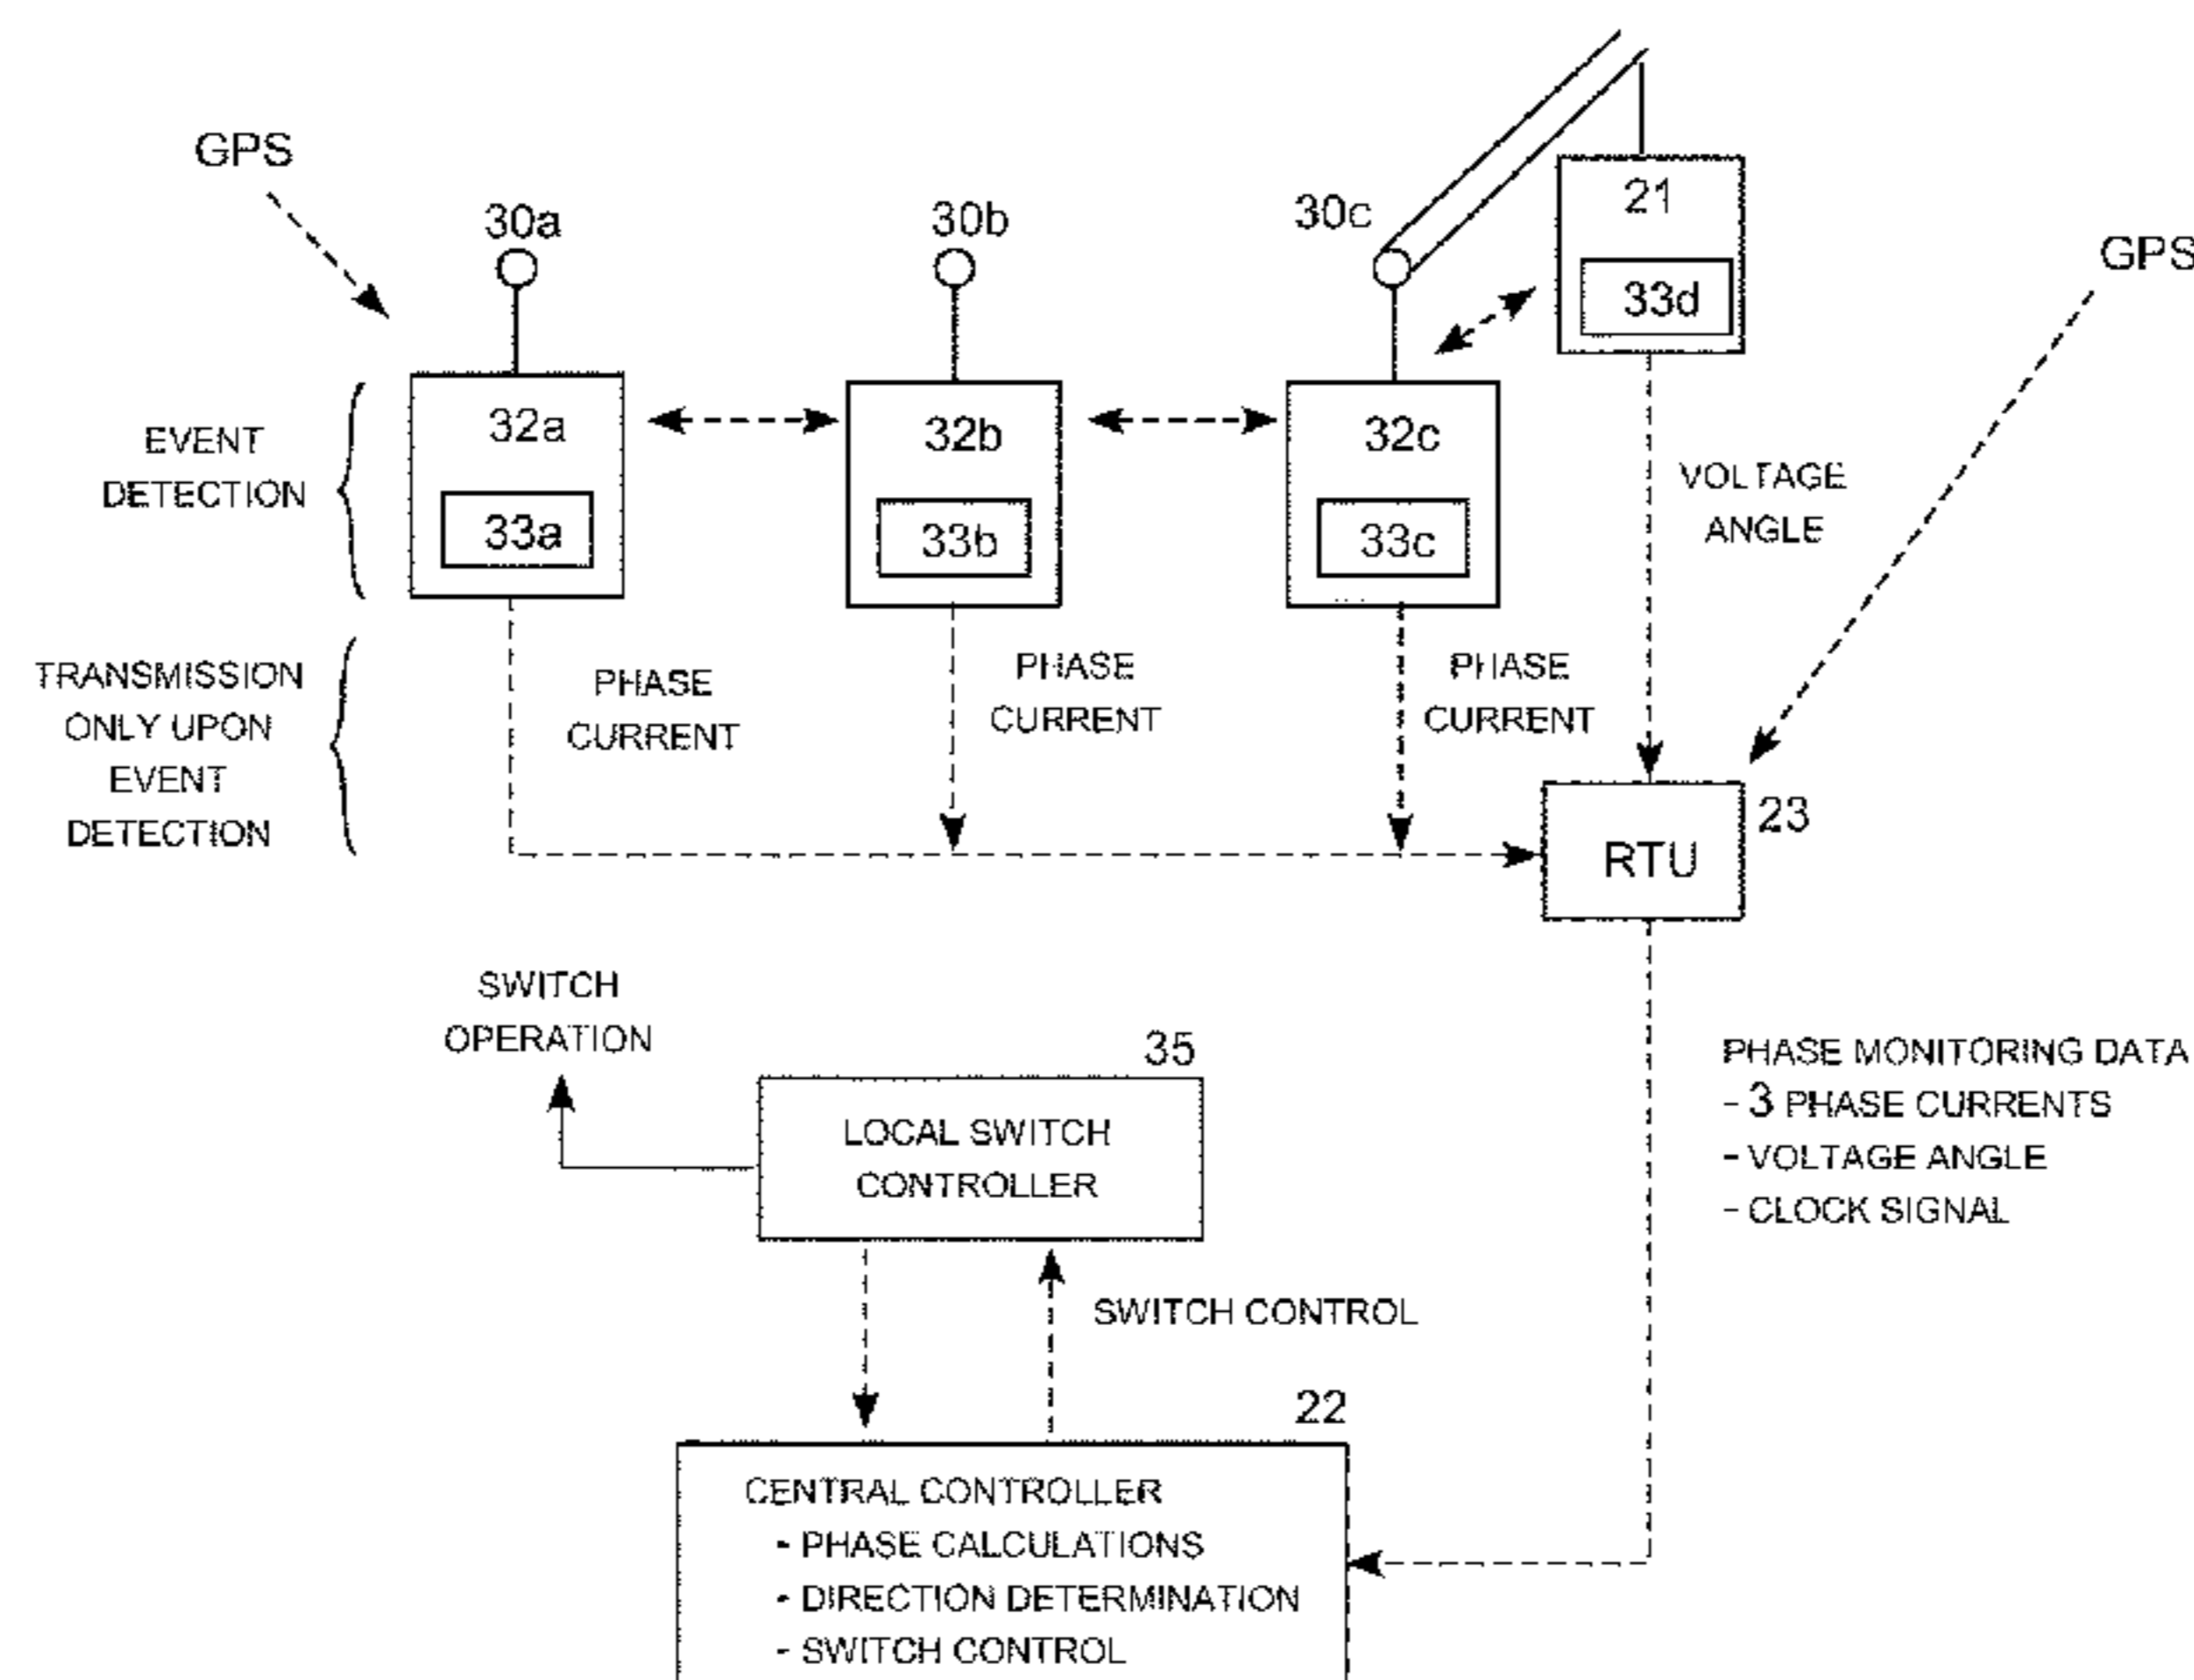 GPS
30a
30b
30c
21
33d
GPS
EVENT
DETECTION
32a
32b
32c
33a
33b
33c
VOLTAGE
ANGLE
TRANSMISSION
ONLY UPON
EVENT
DETECTION
PHASE
CURRENT
PHASE
CURRENT
PHASE
CURRENT
23
RTU
SWITCH
OPERATION
35
LOCAL SWITCH
CONTROLLER
PHASE MONITORING DATA
- 3 PHASE CURRENTS
- VOLTAGE ANGLE
- CLOCK SIGNAL
SWITCH CONTROL
22
CENTRAL CONTROLLER
- PHASE CALCULATIONS
- DIRECTION DETERMINATION
- SWITCH CONTROL